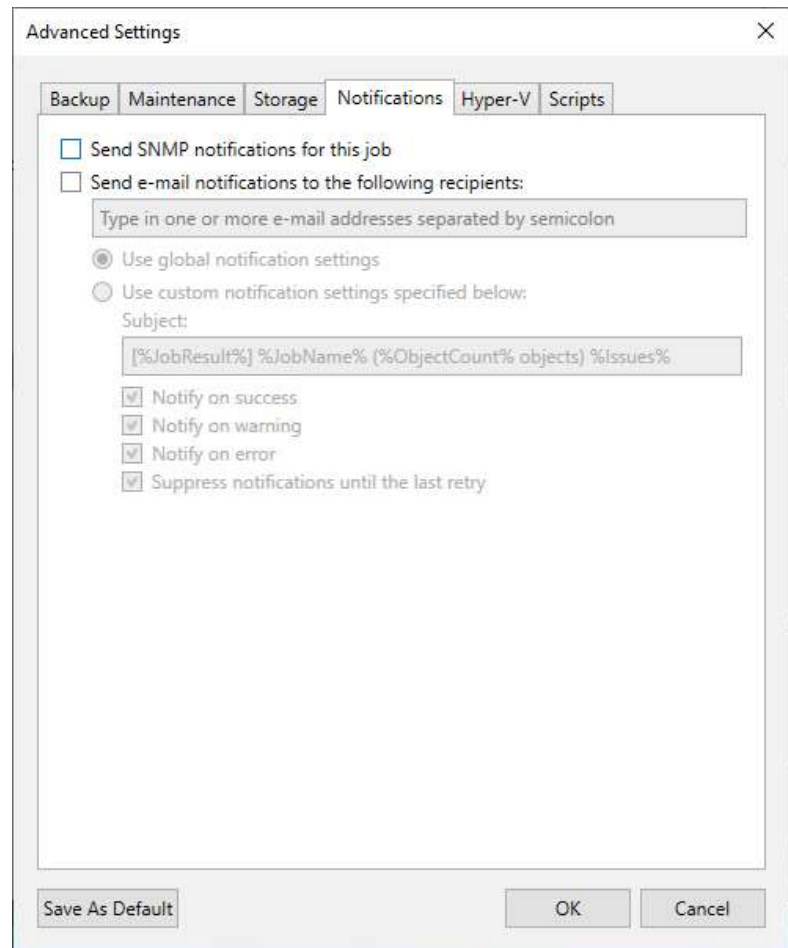 Advanced Settings
Backup Maintenance Storage Notifications Hyper-V Scripts
Send SNMP notifications for this job
Send e-mail notifications to the following recipients:
Type in one or more e-mail addresses separated by semicolon
Use global notification settings
Use custom notification settings specified below:
Subject:
[%JobResult%] %JobName% (%ObjectCount% objects) %Issues%
Notify on success
Notify on warning
Notify on error
Suppress notifications until the last retry
Save As Default OK Cancel